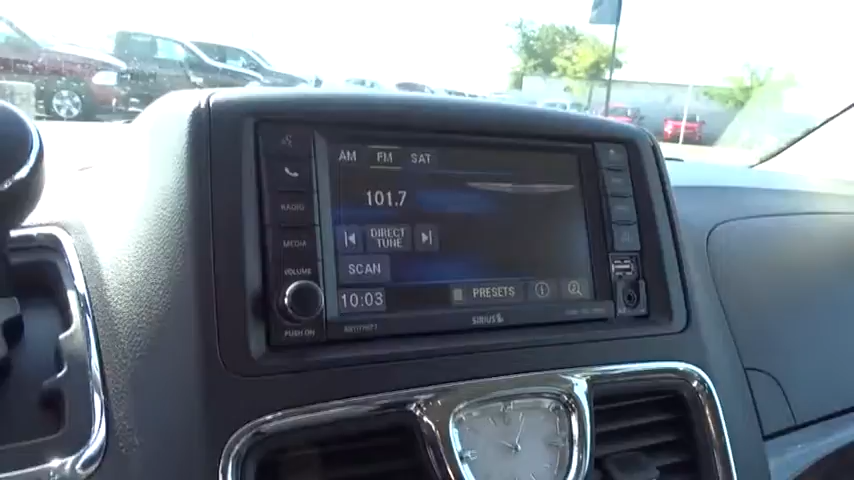 AM FM SAT
101.7
RADIO
DIRECT
TUNE
MEDIA
SCAN
VOLUME
10:03 PRESETS
PUSH ON
SIRIUS